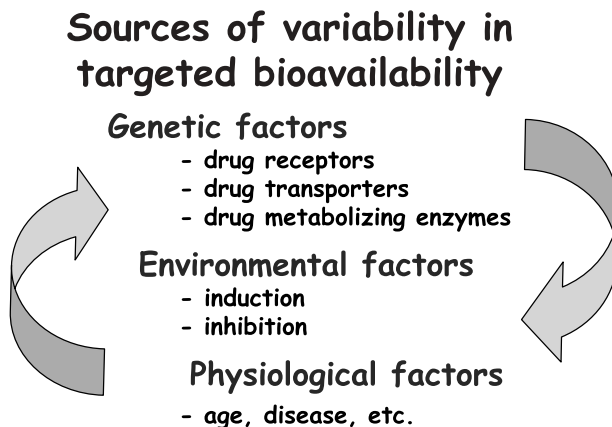 Sources of variability in
targeted bioavailability
Genetic factors
- drug receptors
- drug transporters
- drug metabolizing enzymes
Environmental factors
- induction
- inhibition
Physiological factors
- age, disease, etc.